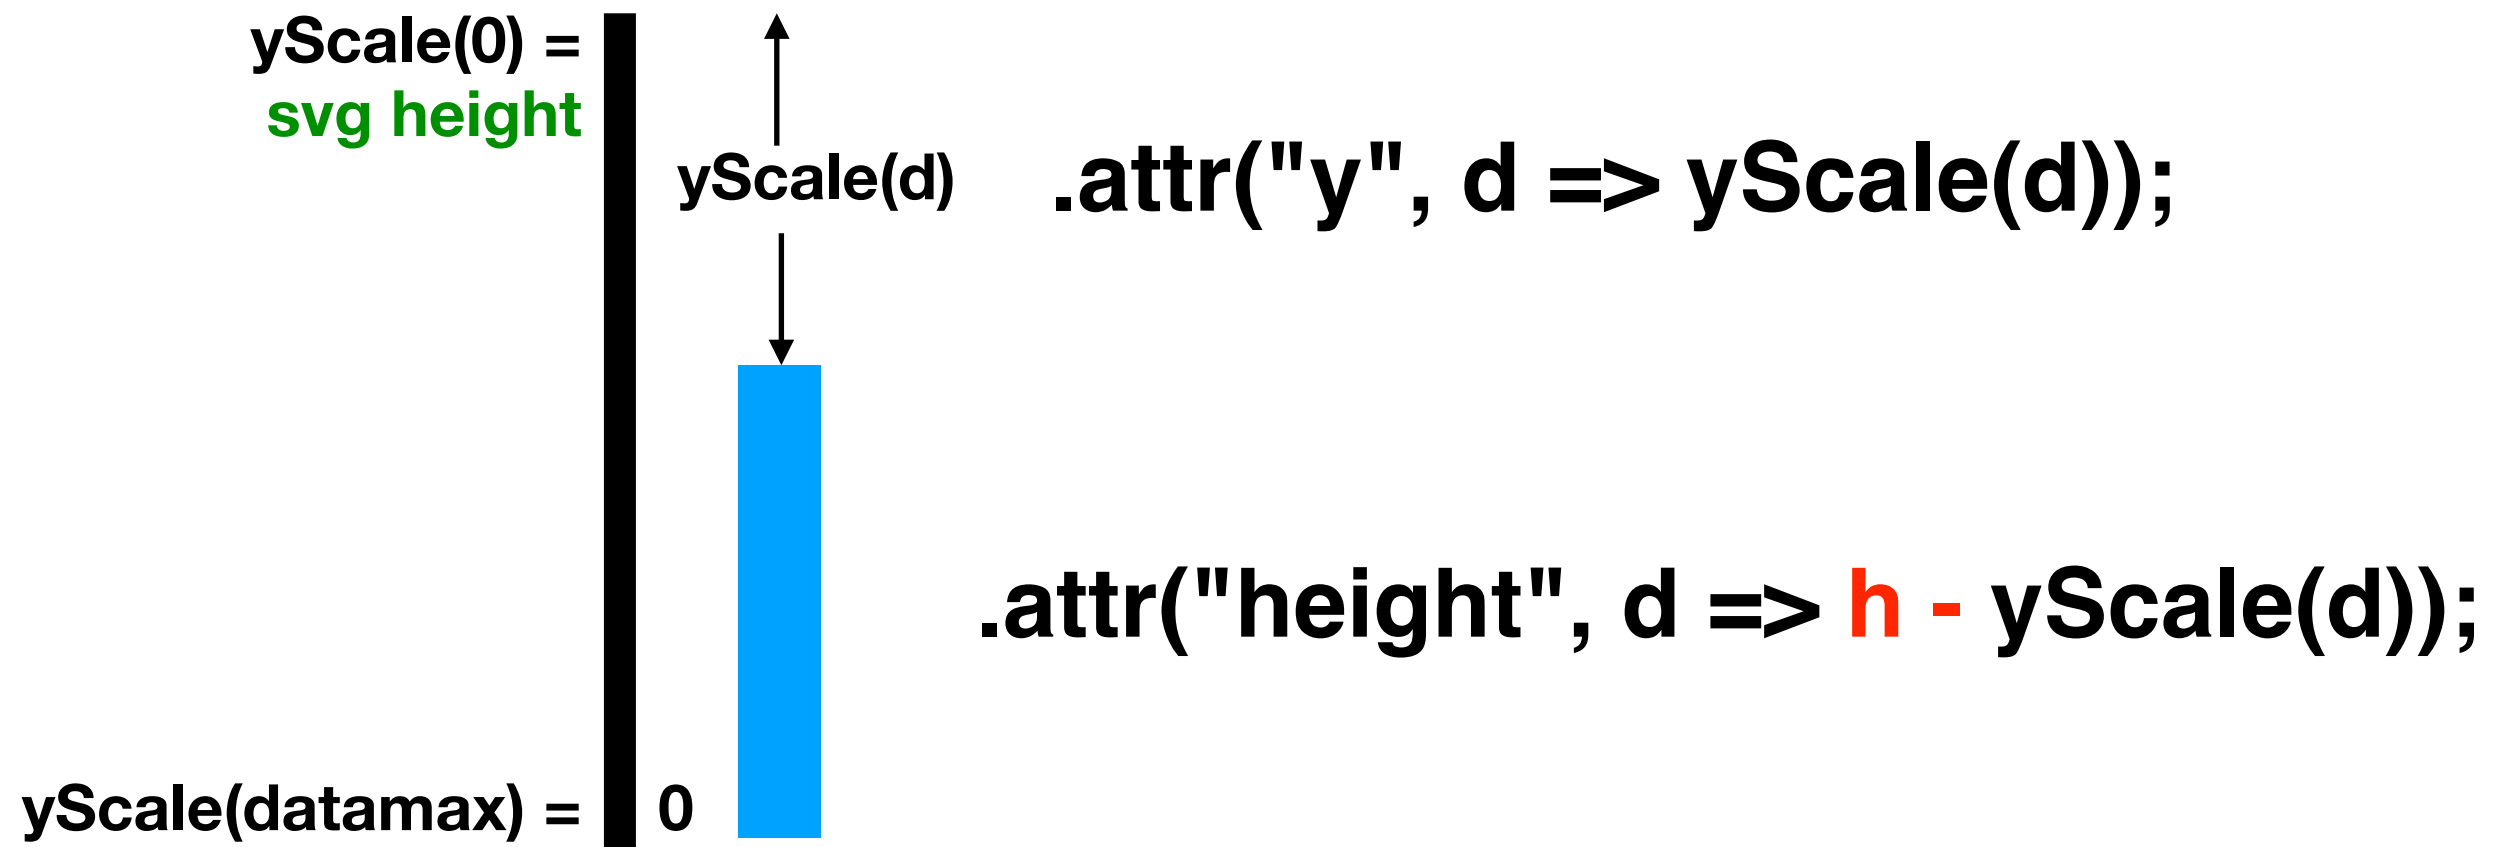 yScale(0) =
svg height
yScale(d)
.attr("y", d => yScale(d));
.attr("height", d => h - yScale(d));
yScale(datamax) =
0